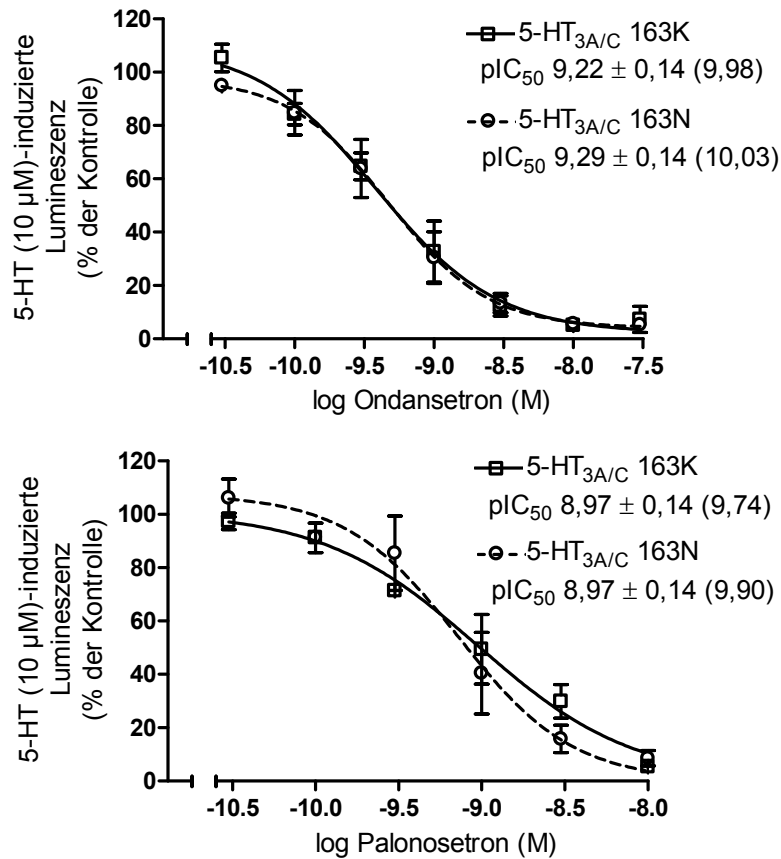 5-HT (10 µM)-induzierte
Lumineszenz
(% der Kontrolle)
120
100
80
60
40
20
0
5-HT3A/C 163K
pIC50 9,22 ± 0,14 (9,98)
5-HT3A/C 163N
pIC50 9,29 ± 0,14 (10,03)
-10.5 -10.0 -9.5 -9.0 -8.5 -8.0 -7.5
log Ondansetron (M)
5-HT (10 µM)-induzierte
Lumineszenz
(% der Kontrolle)
120
100
80
60
40
20
0
5-HT3A/C 163K
pIC50 8,97 ± 0,14 (9,74)
5-HT3A/C 163N
pIC50 8,97 ± 0,14 (9,90)
-10.5 -10.0 -9.5 -9.0 -8.5 -8.0
log Palonosetron (M)